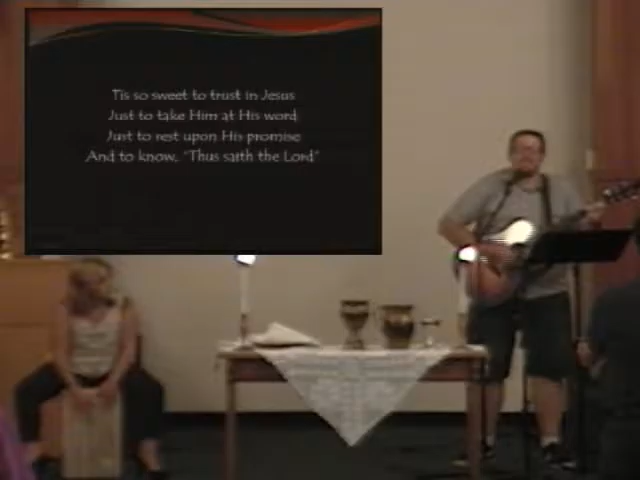 Tis so sweet to trust in Jesus
Just to take Him at His word
Just to rest upon His promise
And to know, "Thus saith the Lord"